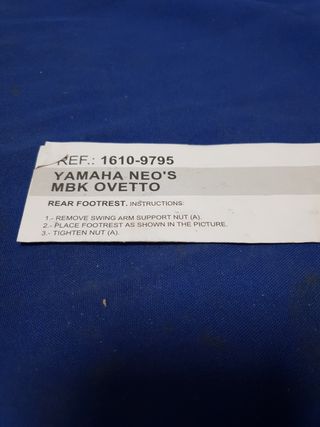 REF.: 1610-9795
YAMAHA NEO'S
MBK OVETTO
REAR FOOTREST. INSTRUCTIONS:
1.- REMOVE SWING ARM SUPPORT NUT (A).
2.- PLACE FOOTREST AS SHOWN IN THE PICTURE.
3.- TIGHTEN NUT (A).